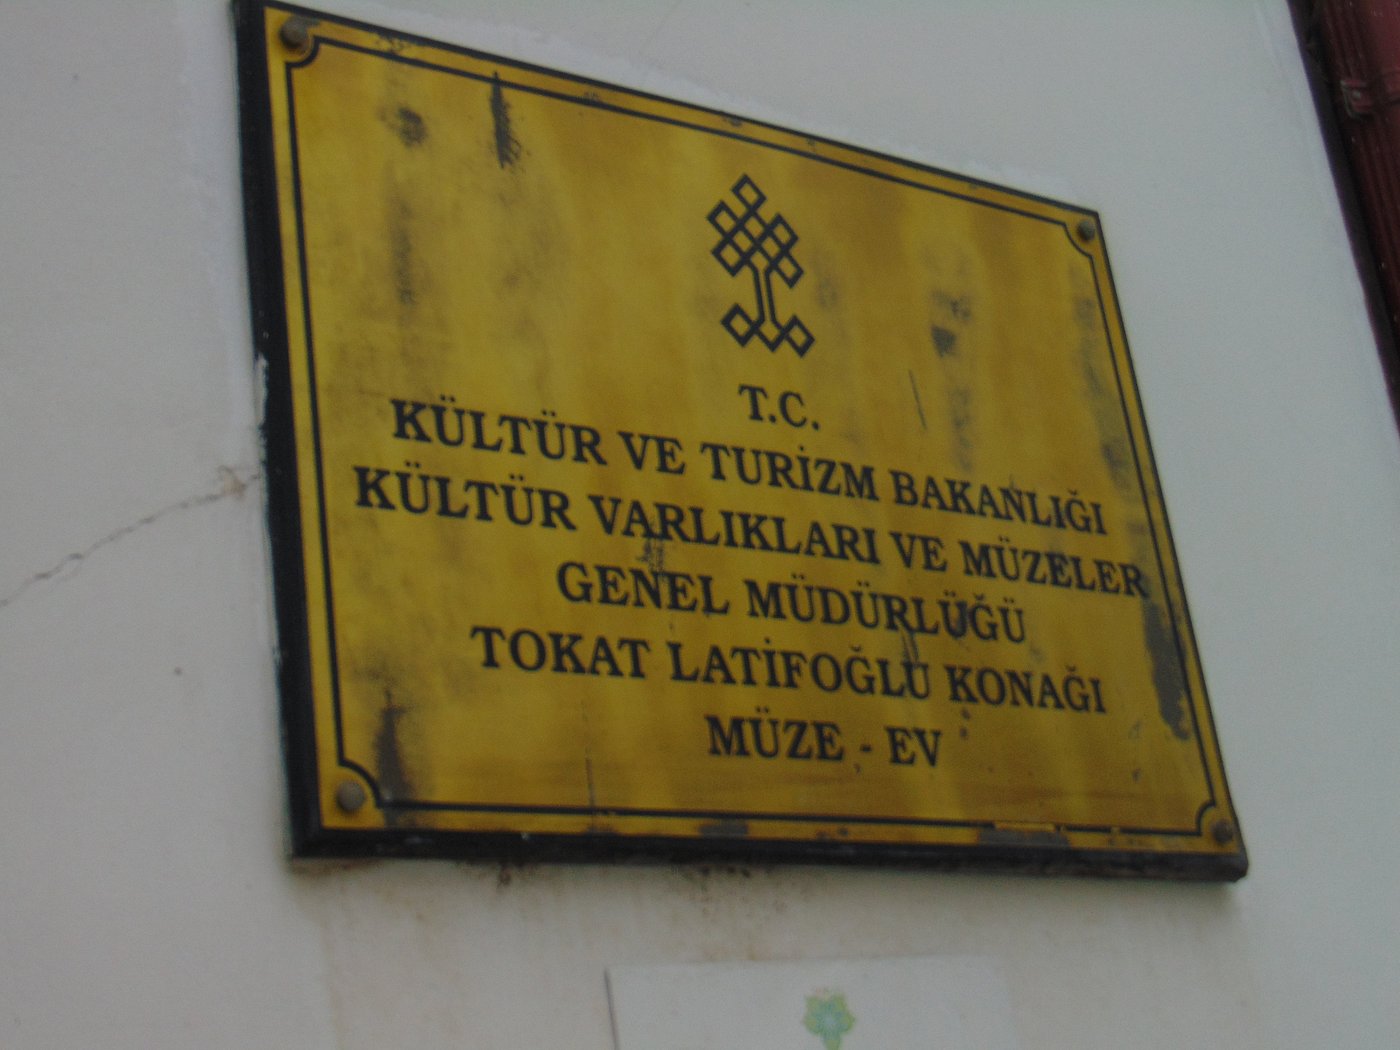 T.C.
KÜLTÜR VE TURİZM BAKANLIĞI
KÜLTÜR VARLIKLARI VE MÜZELER
GENEL MÜDÜRLÜĞÜ
TOKAT LATİFOĞLU KONAĞI
MÜZE - EV